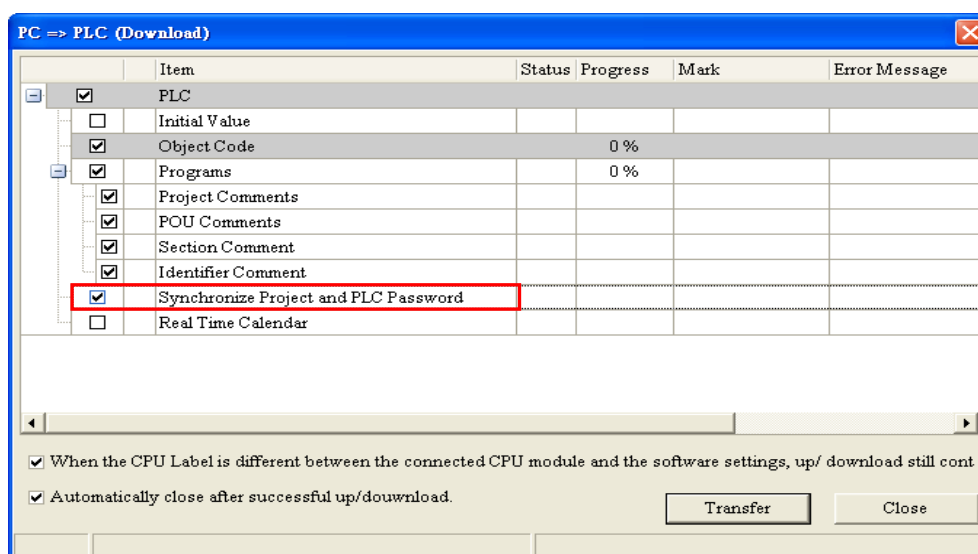 PC => PLC (Download)
Item Status Progress Mark Error Message
PLC
Initial Value
Object Code 0 %
Programs 0 %
Project Comments
POU Comments
Section Comment
Identifier Comment
Synchronize Project and PLC Password
Real Time Calendar
When the CPU Label is different between the connected CPU module and the software settings, up/ download still cont
Automatically close after successful up/douwnload.
Transfer Close